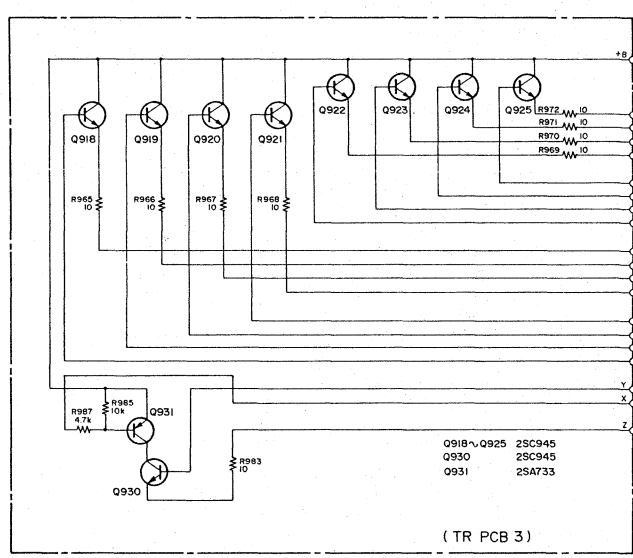 +B
Q918
Q919
Q920
Q921
Q922
Q923
Q924
Q925
R972 10
R971 10
R970 10
R969 10
R965 10
R966 10
R967 10
R968 10
Y
X
Z
R987 4.7k
R985 10k
Q931
Q930
R983 10
Q918~Q925 2SC945
Q930 2SC945
Q931 2SA733
(TR PCB 3)